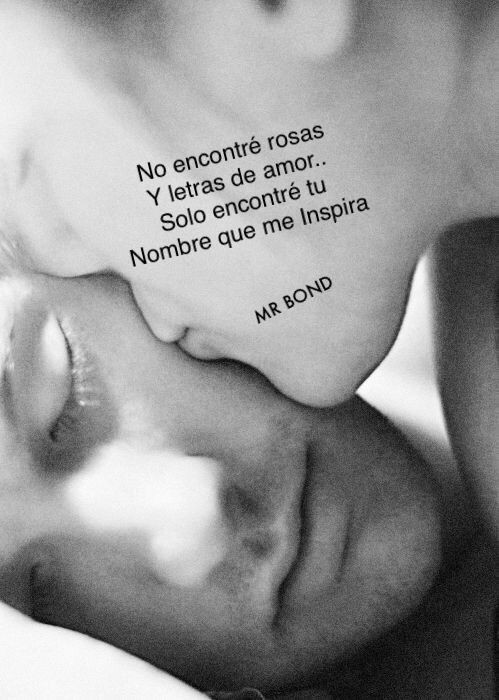 No encontré rosas
Y letras de amor..
Solo encontré tu
Nombre que me Inspira
MR BOND